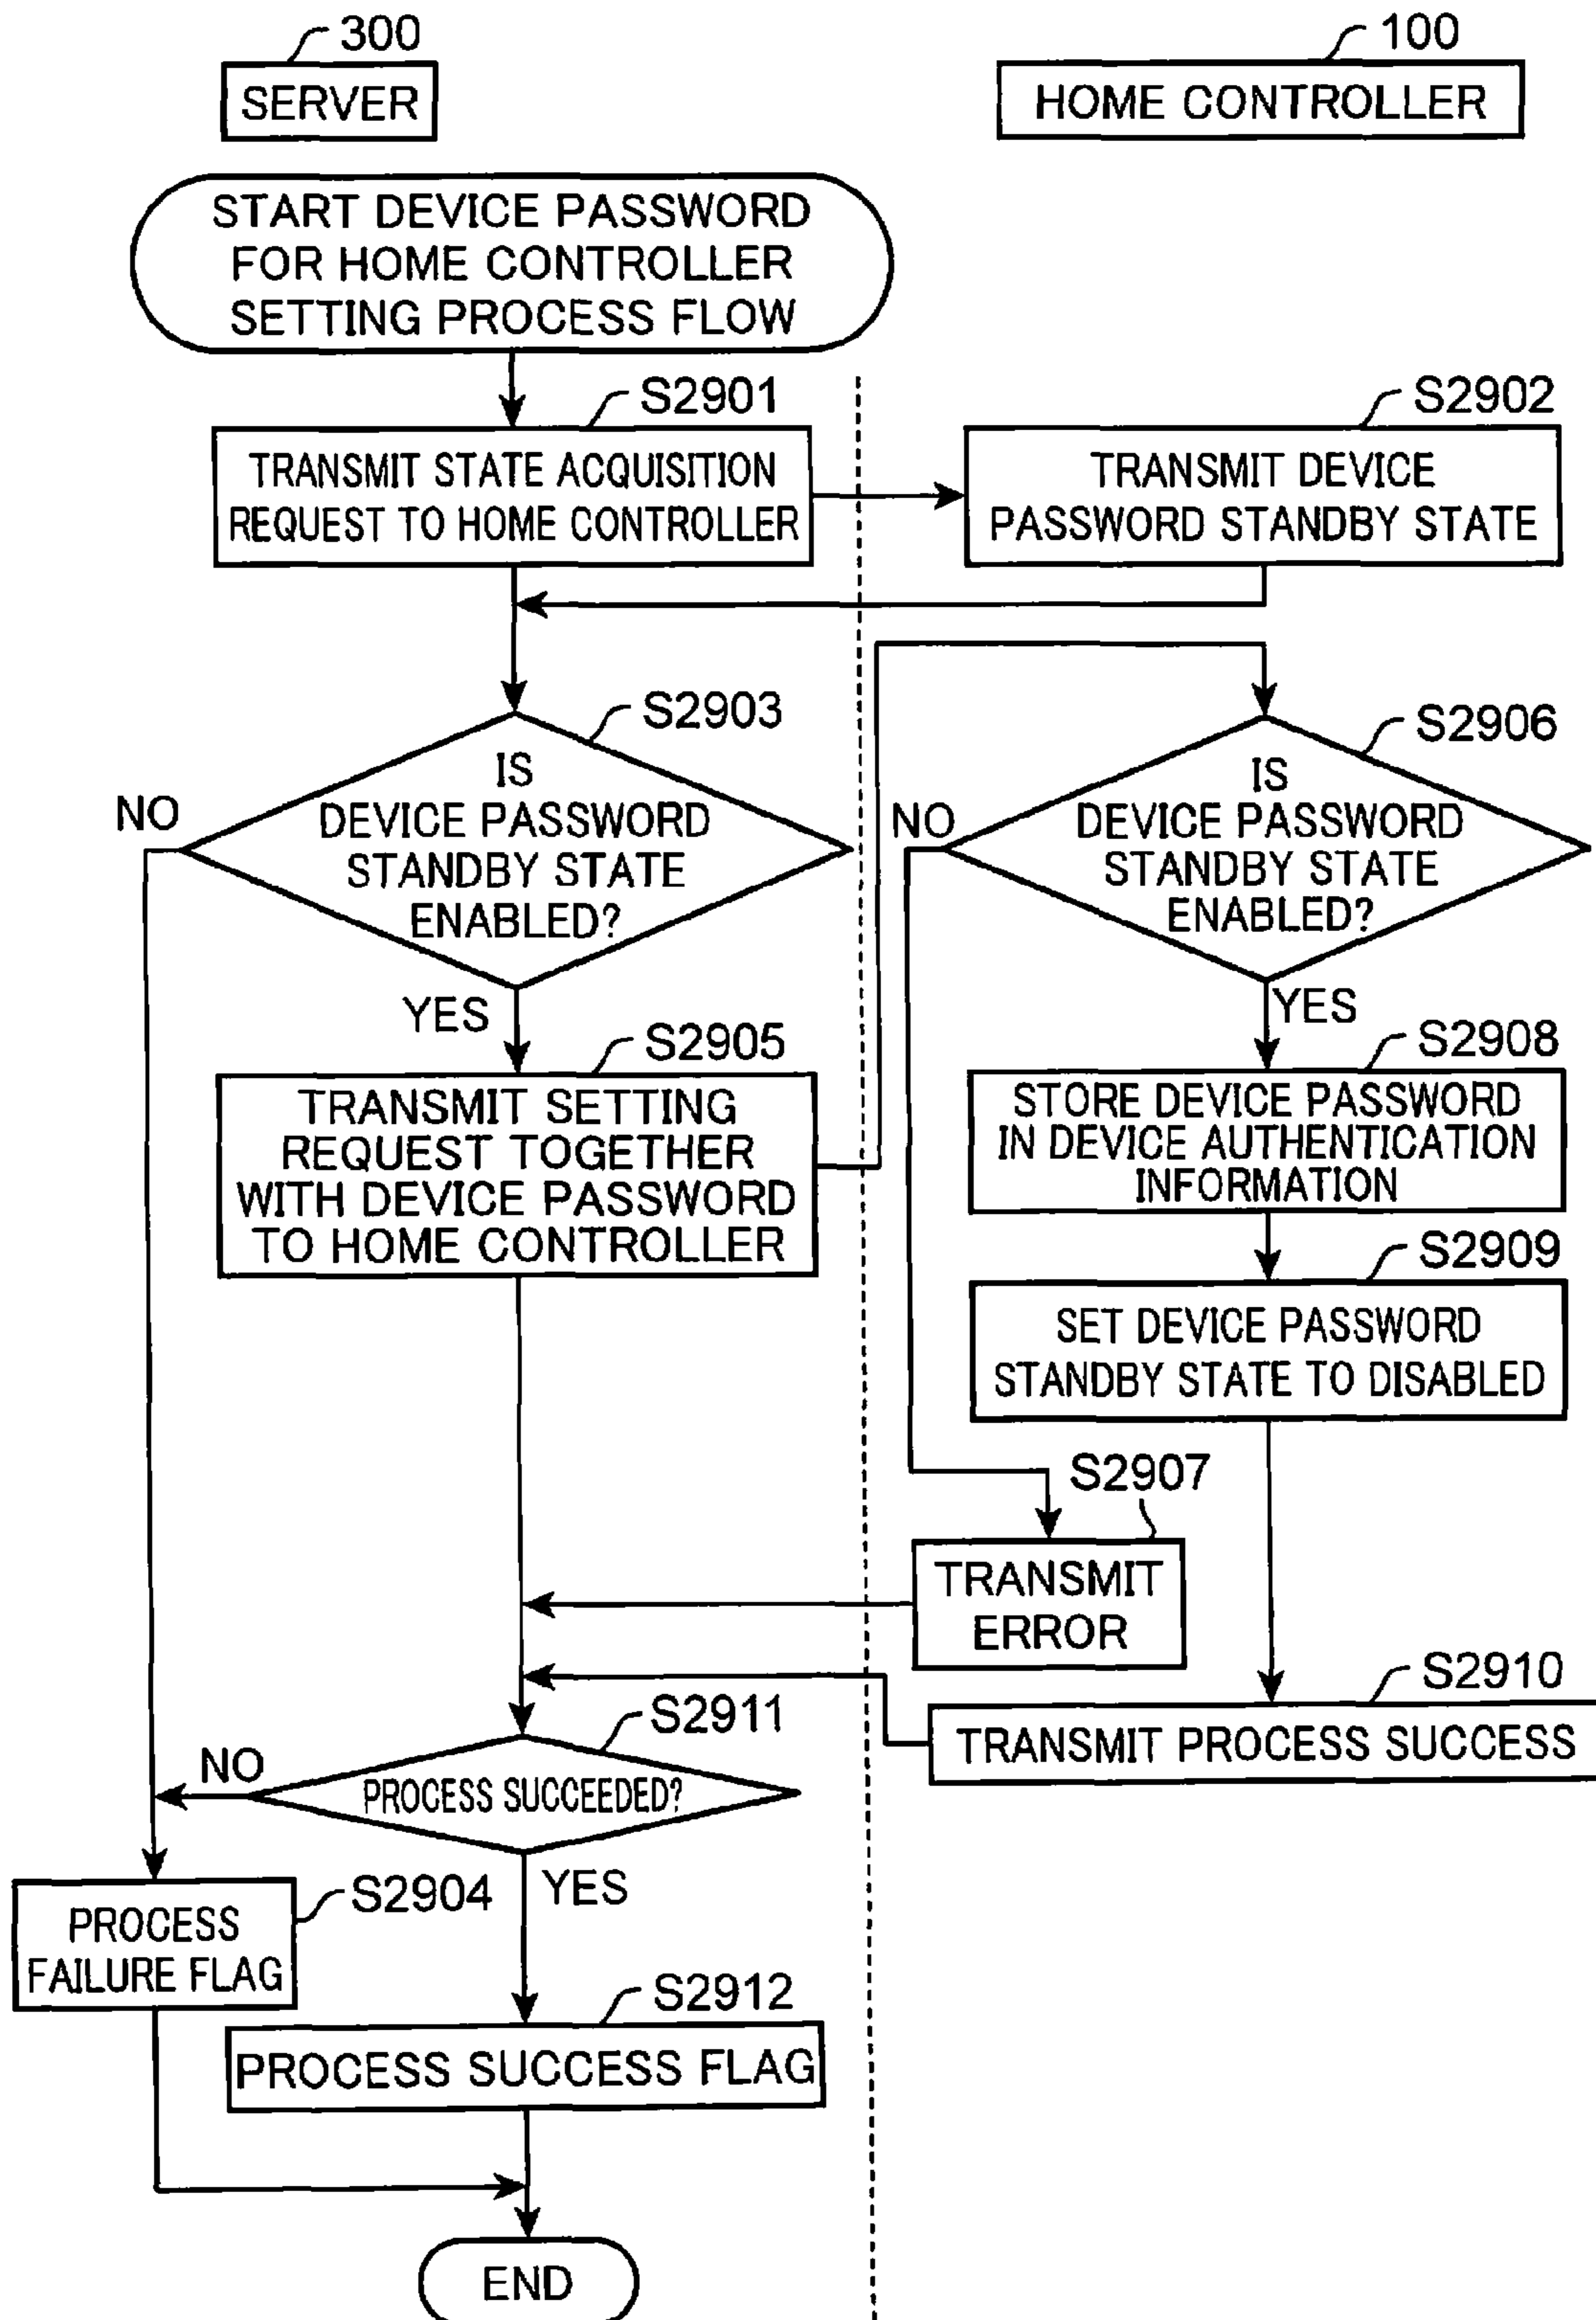 300
SERVER
100
HOME CONTROLLER
START DEVICE PASSWORD
FOR HOME CONTROLLER
SETTING PROCESS FLOW
S2901
TRANSMIT STATE ACQUISITION
REQUEST TO HOME CONTROLLER
S2902
TRANSMIT DEVICE
PASSWORD STANDBY STATE
S2903
IS
DEVICE PASSWORD
STANDBY STATE
ENABLED?
NO
YES
S2906
IS
DEVICE PASSWORD
STANDBY STATE
ENABLED?
NO
YES
S2905
TRANSMIT SETTING
REQUEST TOGETHER
WITH DEVICE PASSWORD
TO HOME CONTROLLER
S2908
STORE DEVICE PASSWORD
IN DEVICE AUTHENTICATION
INFORMATION
S2909
SET DEVICE PASSWORD
STANDBY STATE TO DISABLED
S2907
TRANSMIT
ERROR
S2910
TRANSMIT PROCESS SUCCESS
S2911
PROCESS SUCCEEDED?
NO
YES
S2904
PROCESS
FAILURE FLAG
S2912
PROCESS SUCCESS FLAG
END